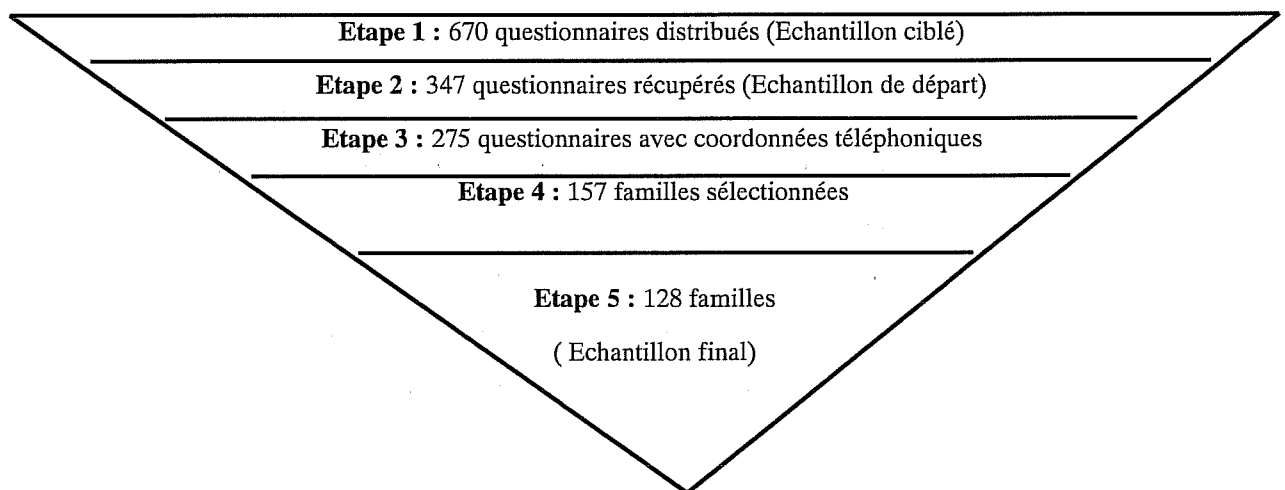 Etape 1 : 670 questionnaires distribués (Echantillon ciblé)
Etape 2 : 347 questionnaires récupérés (Echantillon de départ)
Etape 3 : 275 questionnaires avec coordonnées téléphoniques
Etape 4 : 157 familles sélectionnées
Etape 5 : 128 familles
( Echantillon final)